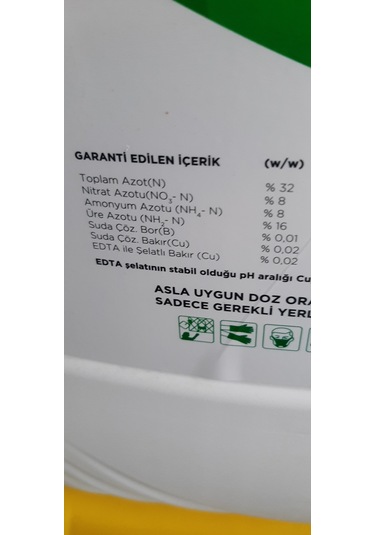 GARANTİ EDİLEN İÇERİK (w/w)
Toplam Azot(N) % 32
Nitrat Azotu(NO3- N) % 8
Amonyum Azotu (NH4- N) % 8
Üre Azotu (NH2- N) % 16
Suda Çöz. Bor(B) % 0,01
Suda Çöz. Bakır(Cu) % 0,02
EDTA ile Şelatlı Bakır (Cu) % 0,02
EDTA şelatının stabil olduğu pH aralığı Cu
ASLA UYGUN DOZ ORA
SADECE GEREKLİ YERL